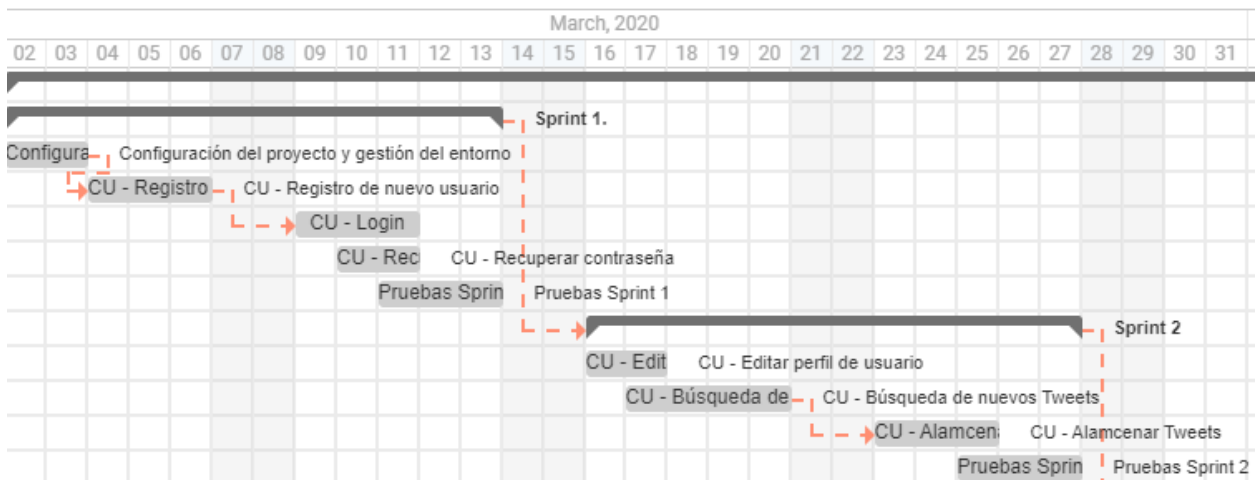 March, 2020
02 03 04 05 06 07 08 09 10 11 12 13 14 15 16 17 18 19 20 21 22 23 24 25 26 27 28 29 30 31
Sprint 1.
Configura Configuración del proyecto y gestión del entorno
CU - Registro CU - Registro de nuevo usuario
CU - Login
CU - Rec CU - Recuperar contraseña
Pruebas Sprin Pruebas Sprint 1
Sprint 2
CU - Edit CU - Editar perfil de usuario
CU - Búsqueda de CU - Búsqueda de nuevos Tweets
CU - Alamcena CU - Alamcenar Tweets
Pruebas Sprin Pruebas Sprint 2